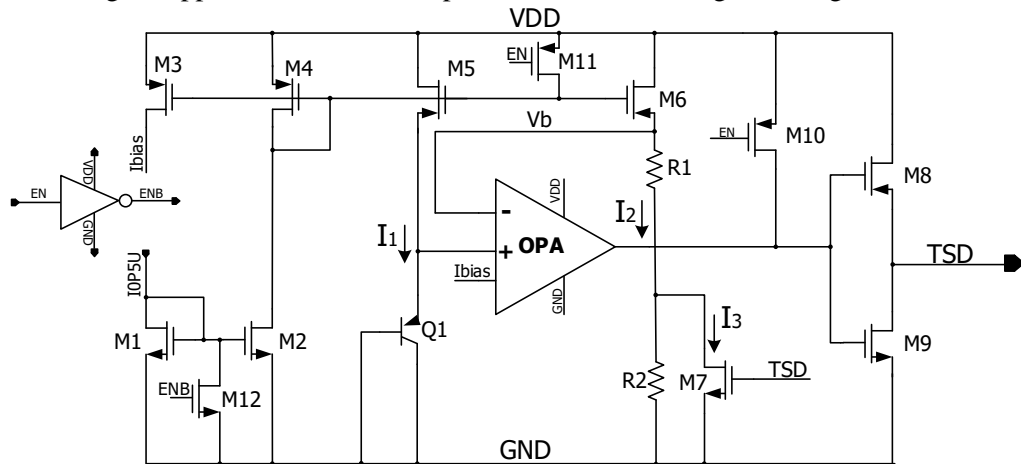 VDD
M3
M4
M5
EN
M11
M6
Vb
EN
M10
Ibias
VDD
EN
ENB
GND
R1
M8
VDD
I1
-
OPA
+
I2
Ibias
GND
TSD
I0P5U
Q1
I3
M1
M2
R2
M7
TSD
M9
ENB
M12
GND